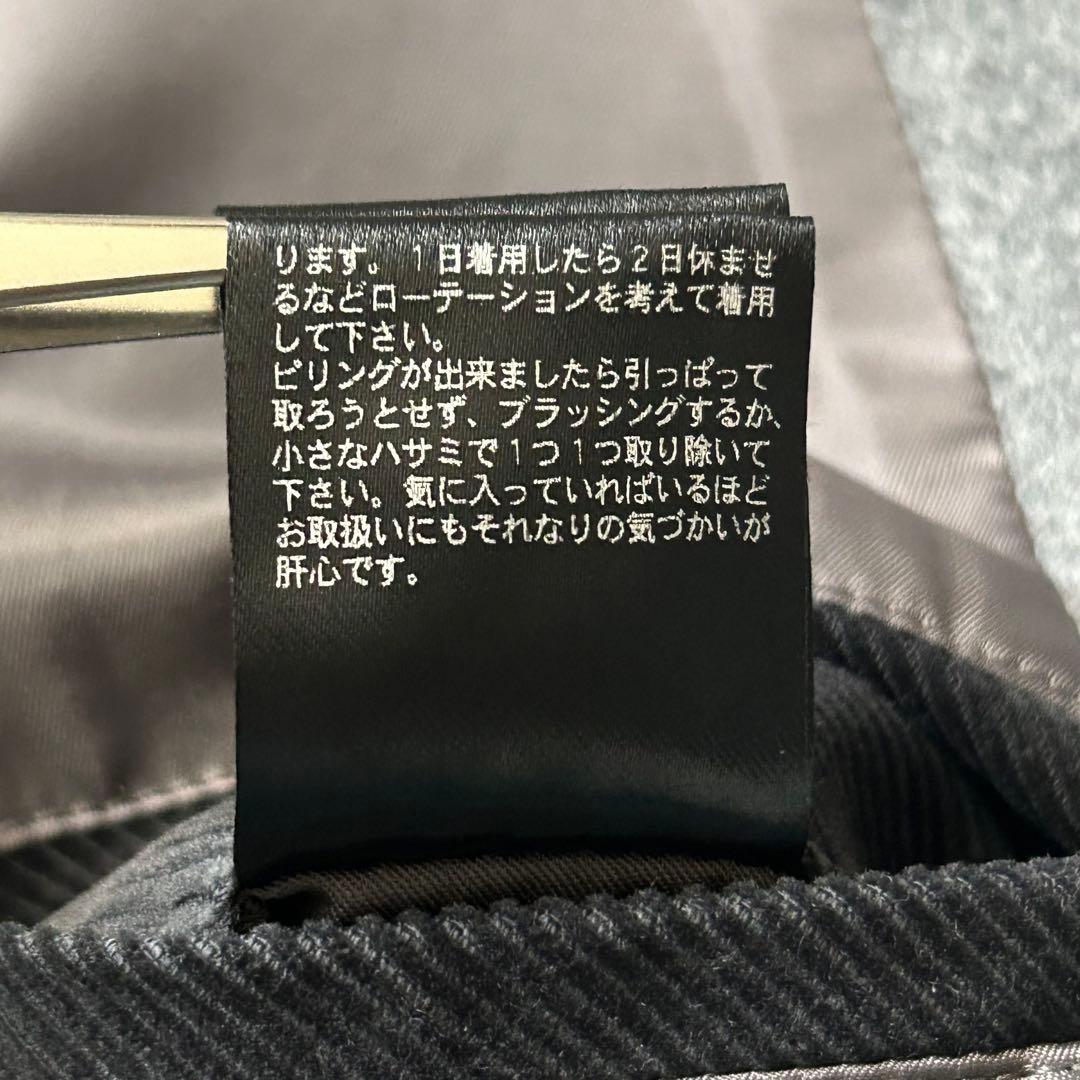 ります。1日着用したら2日休ませ
るなどローテーションを考えて着用
して下さい。
ピリングが出来ましたら引っぱって
取ろうとせず、ブラッシングするか、
小さなハサミで1つ1つ取り除いて
下さい。気に入っていればいるほど
お取扱いにもそれなりの気づかいが
肝心です。